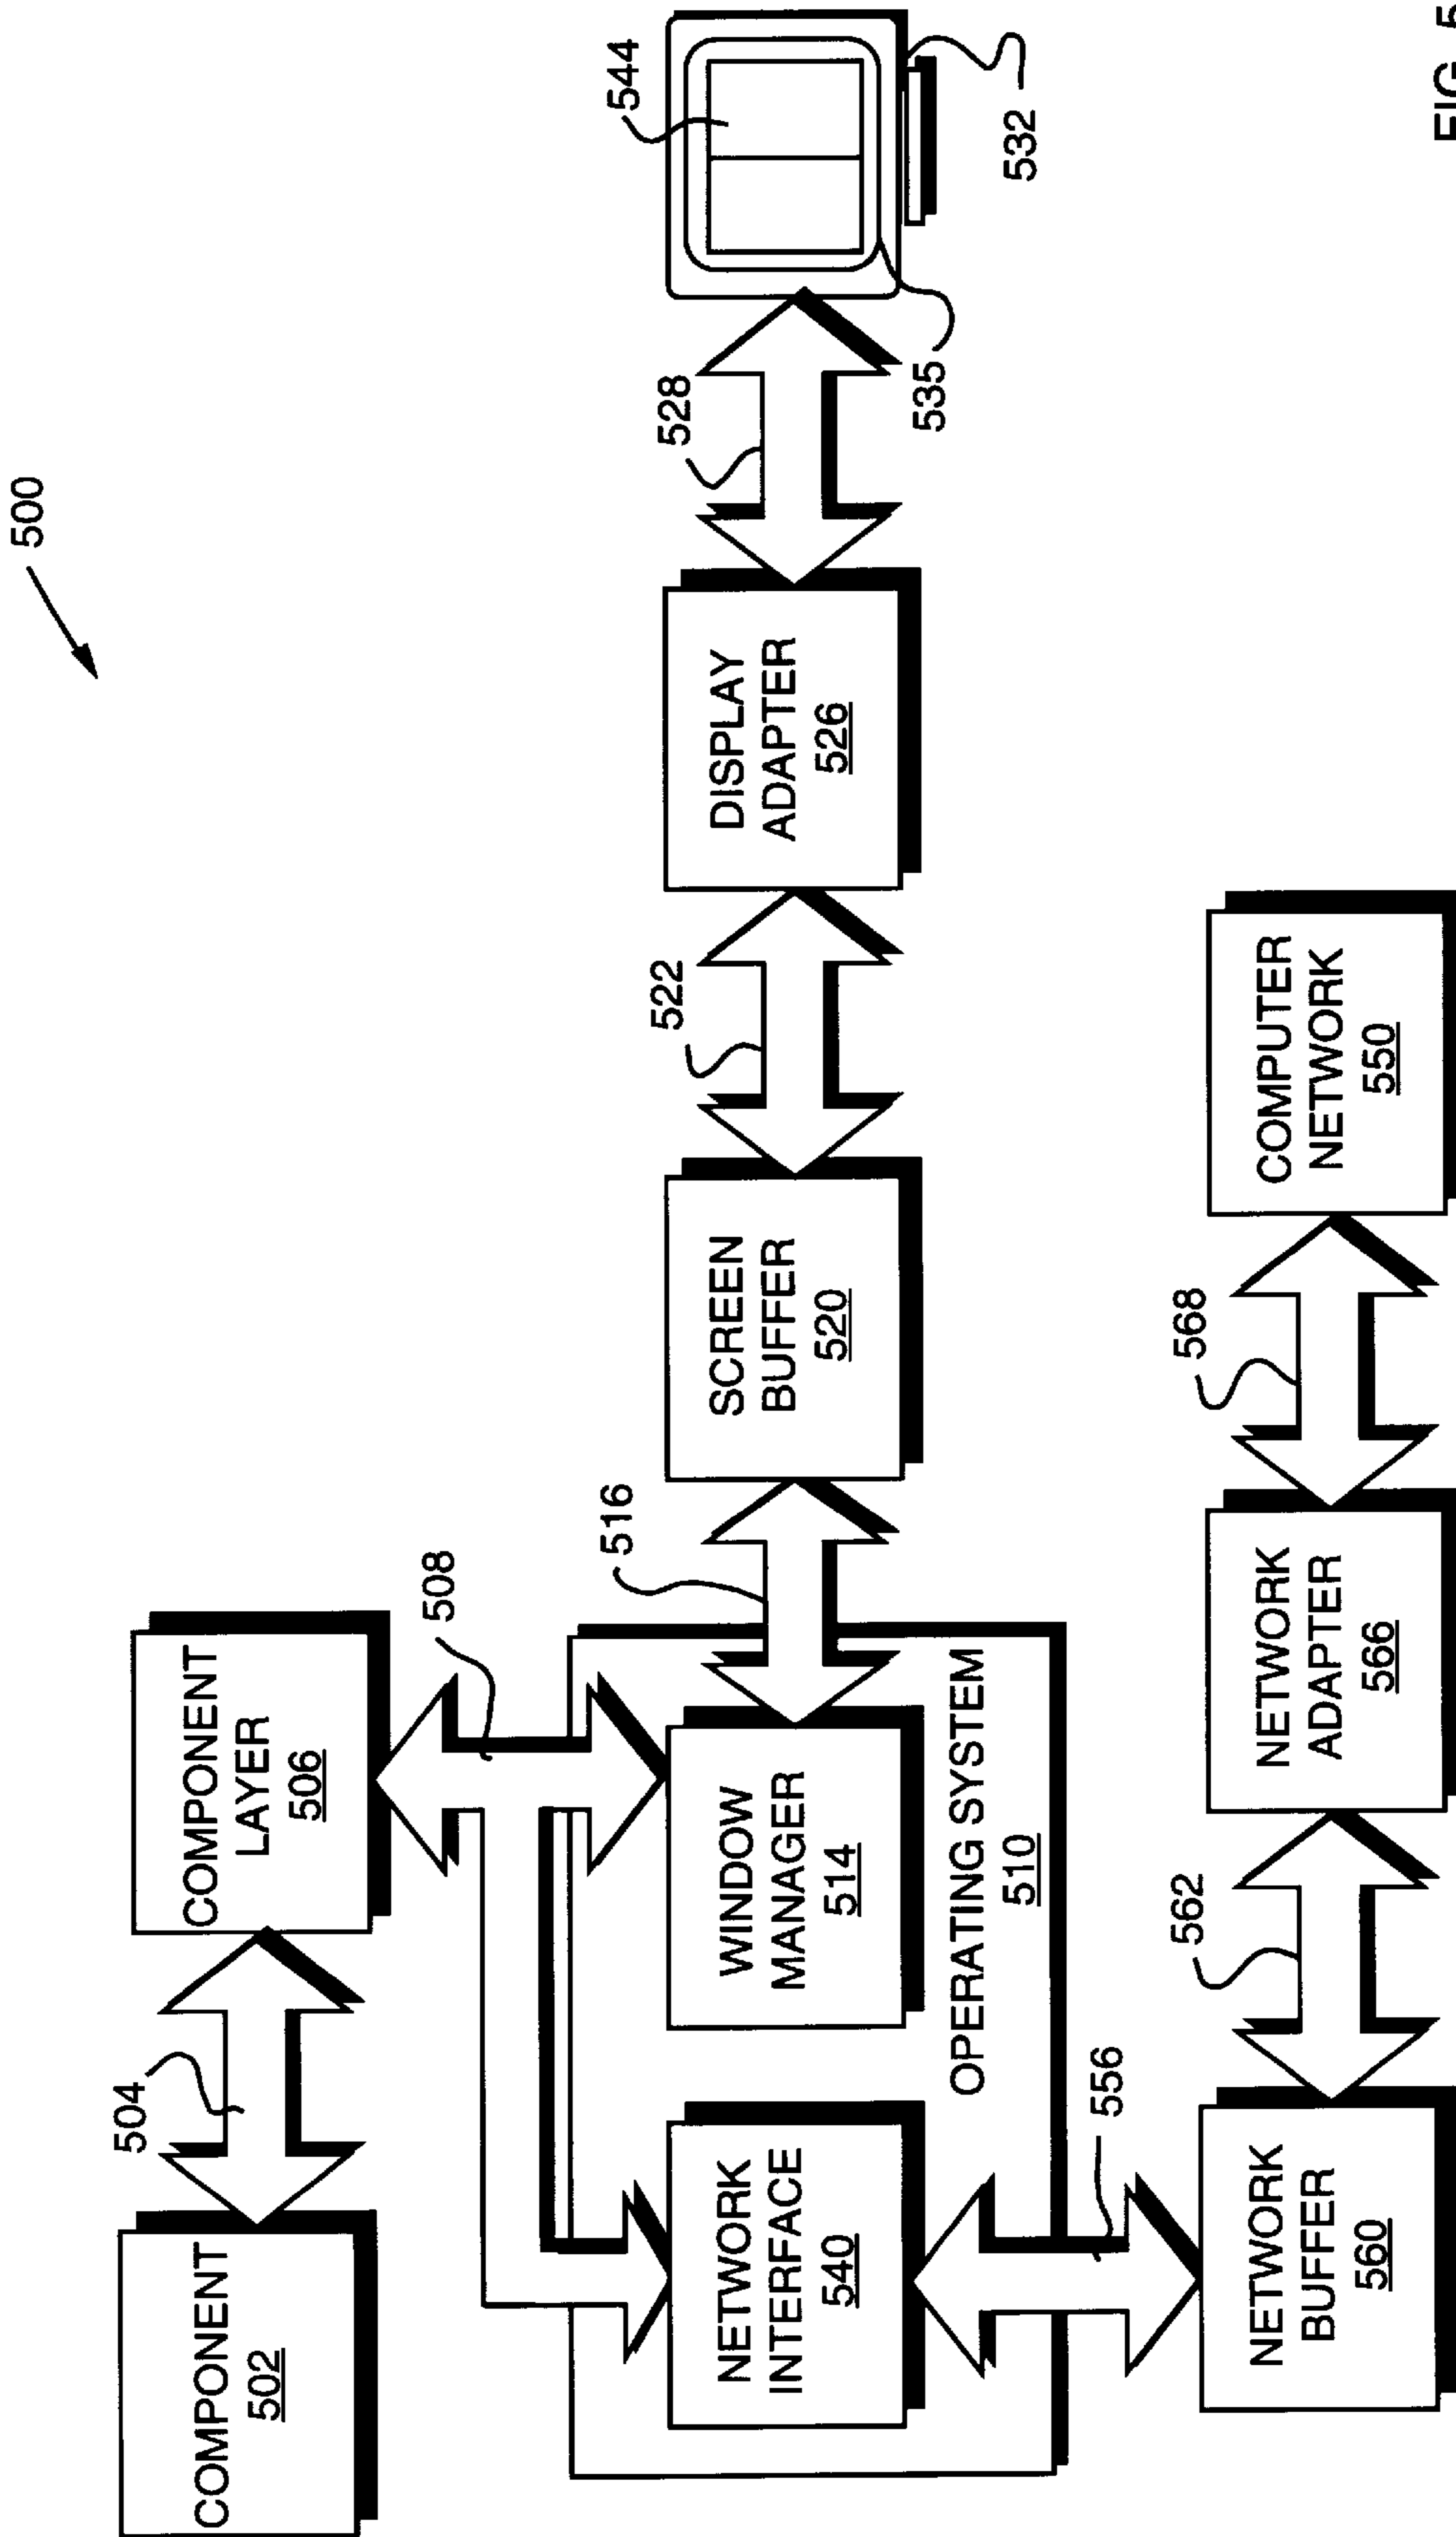 500
COMPONENT
502
504
COMPONENT
LAYER
506
508
NETWORK
INTERFACE
540
WINDOW
MANAGER
514
OPERATING SYSTEM
510
516
SCREEN
BUFFER
520
522
DISPLAY
ADAPTER
526
528
544
535
532
556
NETWORK
BUFFER
560
562
NETWORK
ADAPTER
566
568
COMPUTER
NETWORK
550
FIG. 5